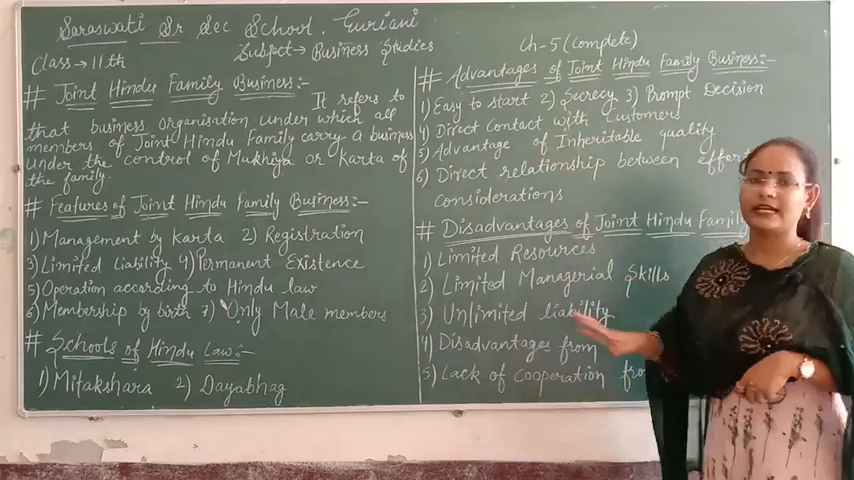 Saraswati Sr Sec School, Guriani
Subject→ Business Studies
Class→11th
# Joint Hindu Family Business:-
It refers to
that business organisation under which all
members of Joint Hindu Family carry a business
under the control of Mukhiya or Karta of
the family.
# Features of Joint Hindu Family Business:-
1) Management by Karta 2) Registration
3) Limited Liability 4) Permanent Existence
5) Operation according to Hindu law
6) Membership by birth 7) Only Male members
# Schools of Hindu Law:-
1) Mitakshara 2) Dayabhag
Ch-5 (Complete)
# Advantages of Joint Hindu Family Business:-
1) Easy to start 2) Secrecy 3) Prompt Decision
4) Direct Contact with Customers
5) Advantage of Inheritable quality
6) Direct relationship between effort
considerations
# Disadvantages of Joint Hindu Family
1) Limited Resources
2) Limited Managerial Skills
3) Unlimited liability
4) Disadvantages from
5) Lack of cooperation